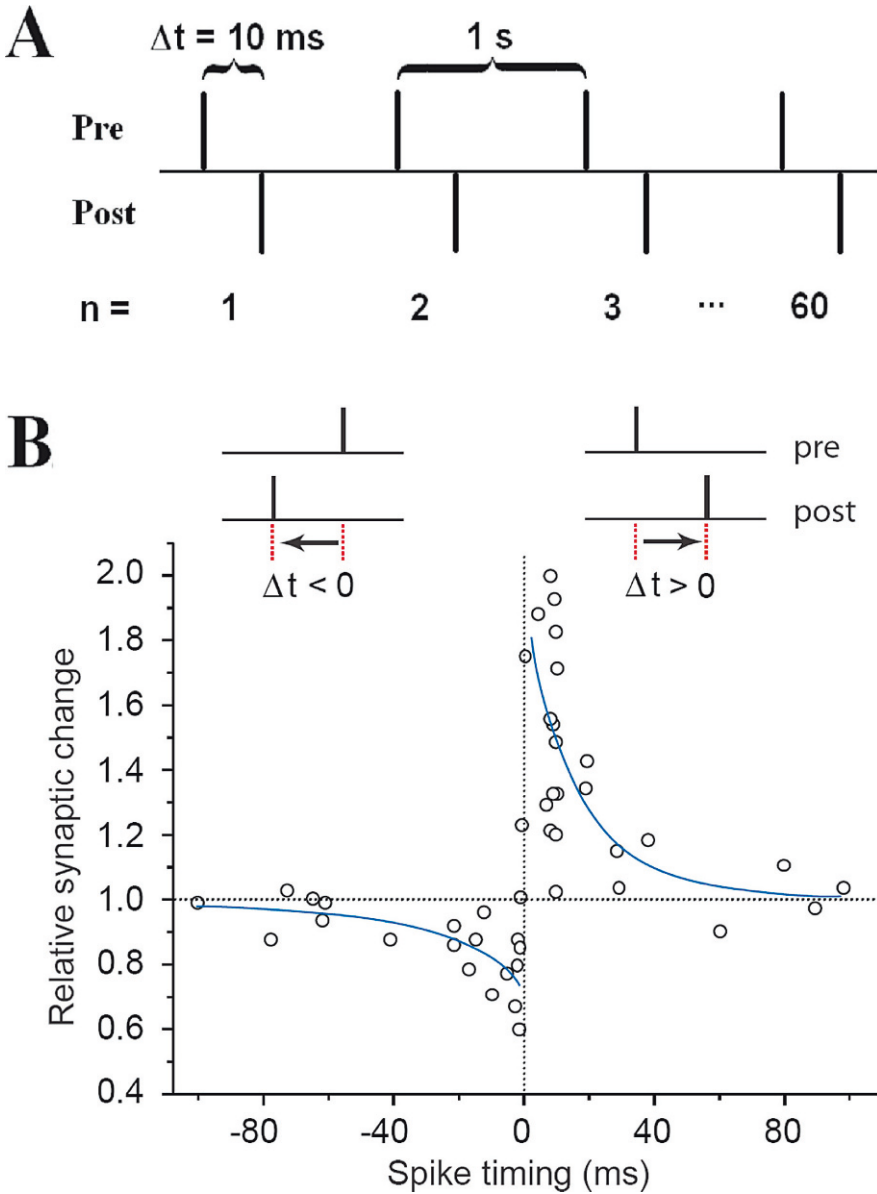 A
Δt = 10 ms
1 s
Pre
Post
n = 1 2 3 ... 60
B
pre
post
Δt < 0
Δt > 0
2.0
1.8
1.6
1.4
1.2
1.0
0.8
0.6
0.4
Relative synaptic change
-80 -40 0 40 80
Spike timing (ms)